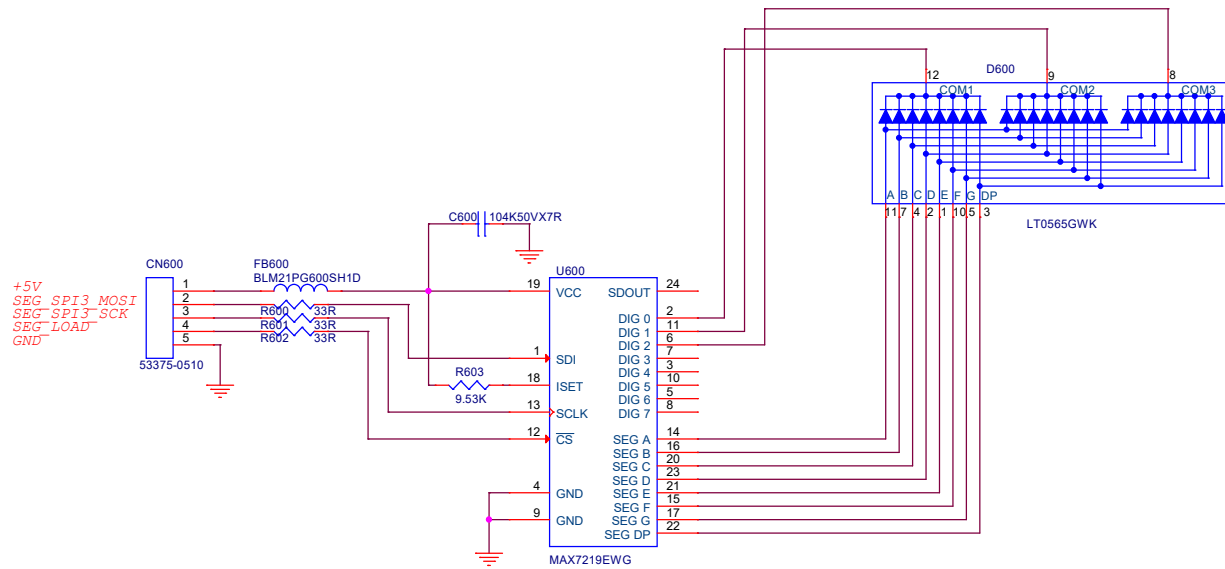 12
9
8
D600
COM1
COM2
COM3
A B C D E F G DP
11 7 4 2 1 10 5 3
LT0565GWK
C600
104K50VX7R
CN600
FB600
BLM21PG600SH1D
U600
+5V
SEG_SPI3_MOSI
SEG_SPI3_SCK
SEG_LOAD
GND
1
2
3
4
5
R600 33R
R601 33R
R602 33R
53375-0510
R603
9.53K
19 VCC
1 SDI
18 ISET
13 SCLK
12 CS
4 GND
9 GND
SDOUT 24
DIG 0 2
DIG 1 11
DIG 2 6
DIG 3 7
DIG 4 3
DIG 5 10
DIG 6 5
DIG 7 8
SEG A 14
SEG B 16
SEG C 20
SEG D 23
SEG E 21
SEG F 15
SEG G 17
SEG DP 22
MAX7219EWG